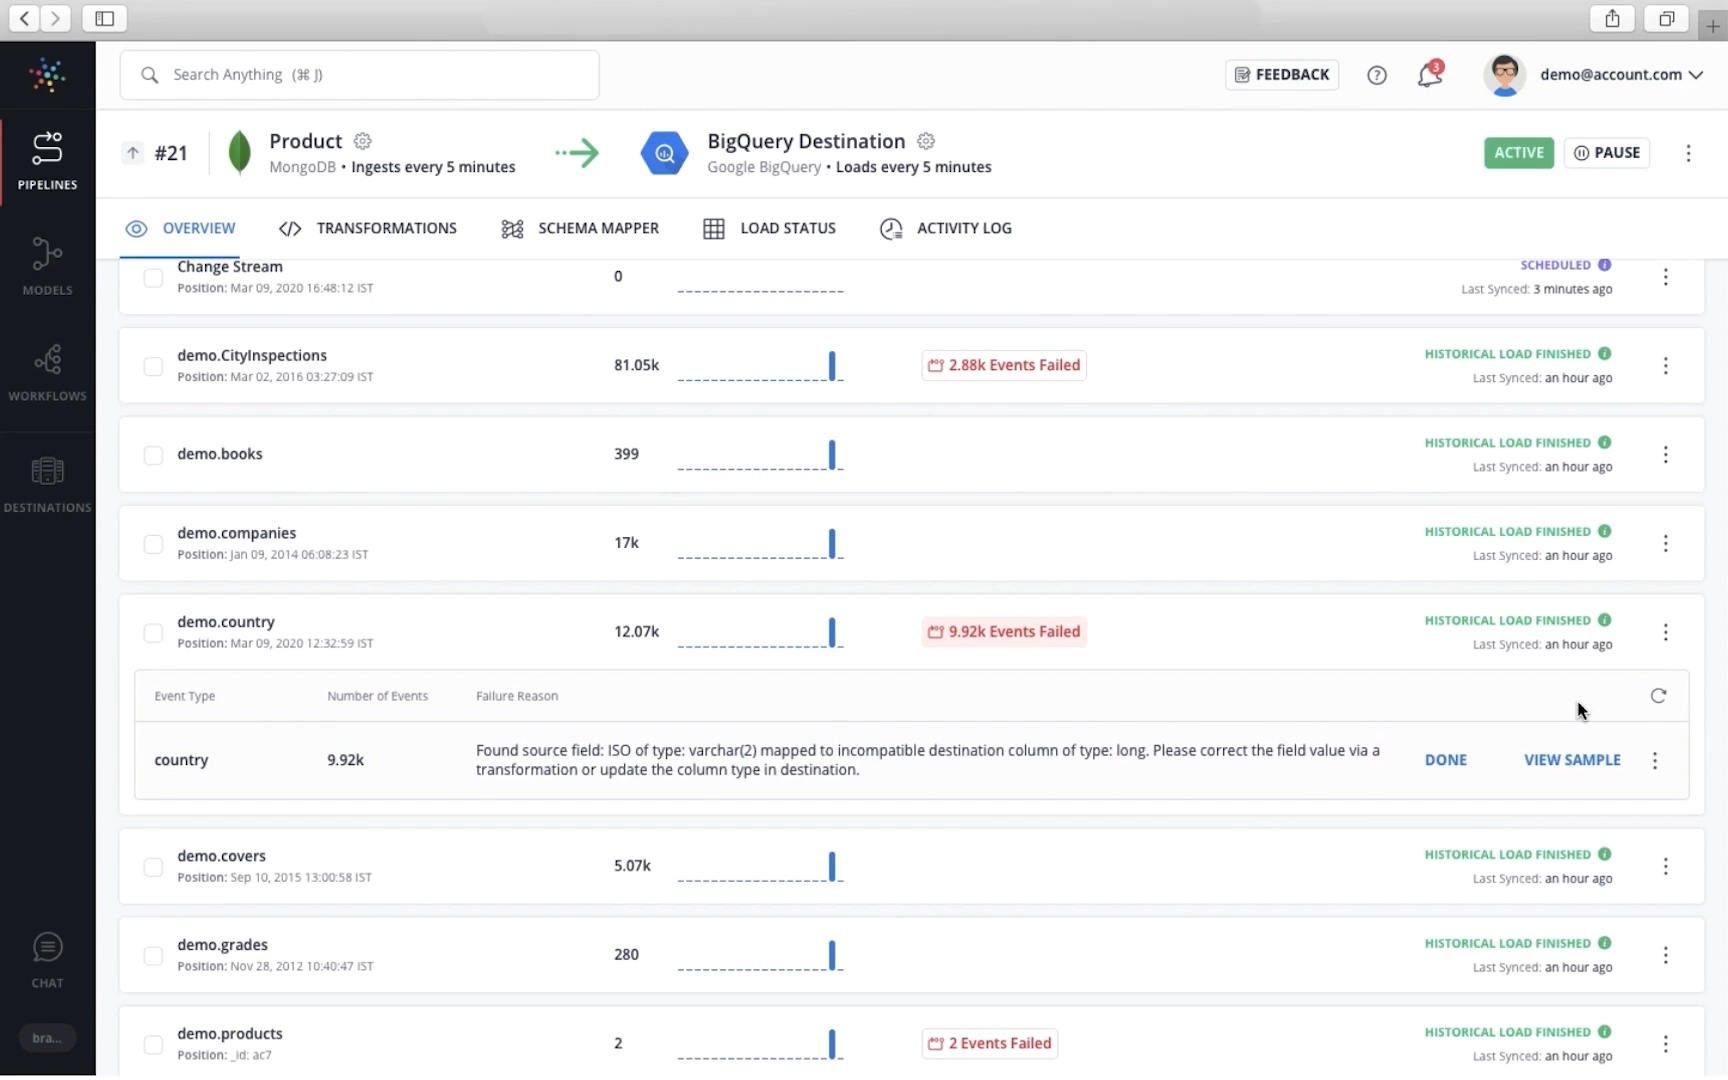 Search Anything (⌘ J)
FEEDBACK
3
demo@account.com
#21
Product
MongoDB • Ingests every 5 minutes
BigQuery Destination
Google BigQuery • Loads every 5 minutes
ACTIVE
PAUSE
PIPELINES
MODELS
WORKFLOWS
DESTINATIONS
CHAT
bra...
OVERVIEW
TRANSFORMATIONS
SCHEMA MAPPER
LOAD STATUS
ACTIVITY LOG
Change Stream
Position: Mar 09, 2020 16:48:12 IST
0
SCHEDULED
Last Synced: 3 minutes ago
demo.CityInspections
Position: Mar 02, 2016 03:27:09 IST
81.05k
2.88k Events Failed
HISTORICAL LOAD FINISHED
Last Synced: an hour ago
demo.books
399
HISTORICAL LOAD FINISHED
Last Synced: an hour ago
demo.companies
Position: Jan 09, 2014 06:08:23 IST
17k
HISTORICAL LOAD FINISHED
Last Synced: an hour ago
demo.country
Position: Mar 09, 2020 12:32:59 IST
12.07k
9.92k Events Failed
HISTORICAL LOAD FINISHED
Last Synced: an hour ago
Event Type
Number of Events
Failure Reason
country
9.92k
Found source field: ISO of type: varchar(2) mapped to incompatible destination column of type: long. Please correct the field value via a
transformation or update the column type in destination.
DONE
VIEW SAMPLE
demo.covers
Position: Sep 10, 2015 13:00:58 IST
5.07k
HISTORICAL LOAD FINISHED
Last Synced: an hour ago
demo.grades
Position: Nov 28, 2012 10:40:47 IST
280
HISTORICAL LOAD FINISHED
Last Synced: an hour ago
demo.products
Position: _id: ac7
2
2 Events Failed
HISTORICAL LOAD FINISHED
Last Synced: an hour ago